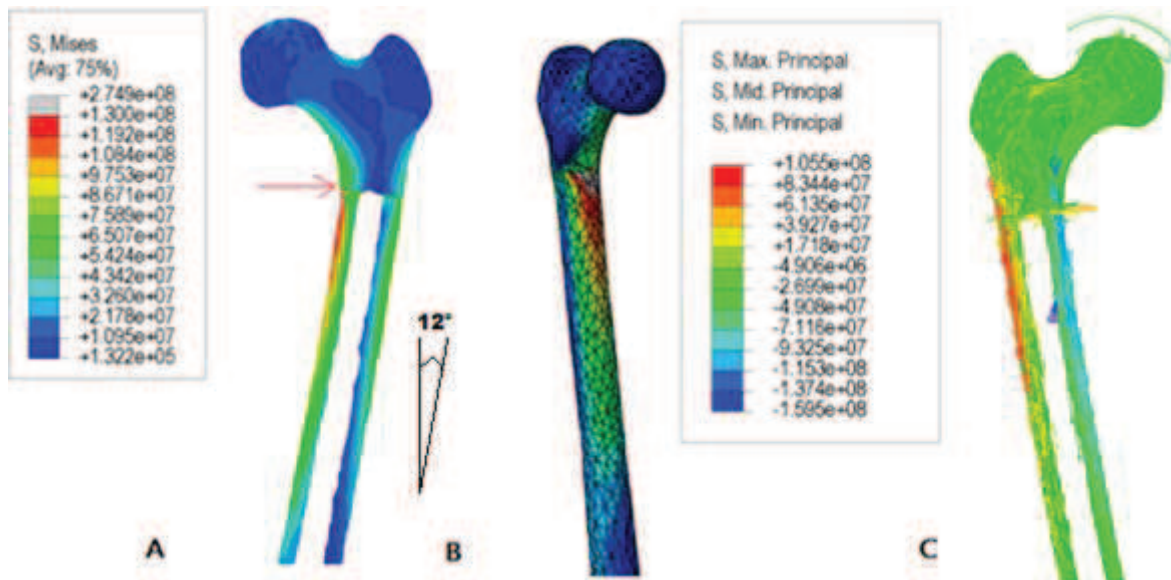 S, Mises
(Avg: 75%)
+2.749e+08
+1.300e+08
+1.192e+08
+1.084e+08
+9.753e+07
+8.671e+07
+7.589e+07
+6.507e+07
+5.424e+07
+4.342e+07
+3.260e+07
+2.178e+07
+1.095e+07
+1.322e+05
12°
S, Max. Principal
S, Mid. Principal
S, Min. Principal
+1.055e+08
+8.344e+07
+6.135e+07
+3.927e+07
+1.718e+07
-4.906e+06
-2.699e+07
-4.908e+07
-7.116e+07
-9.325e+07
-1.153e+08
-1.374e+08
-1.595e+08
A
B
C